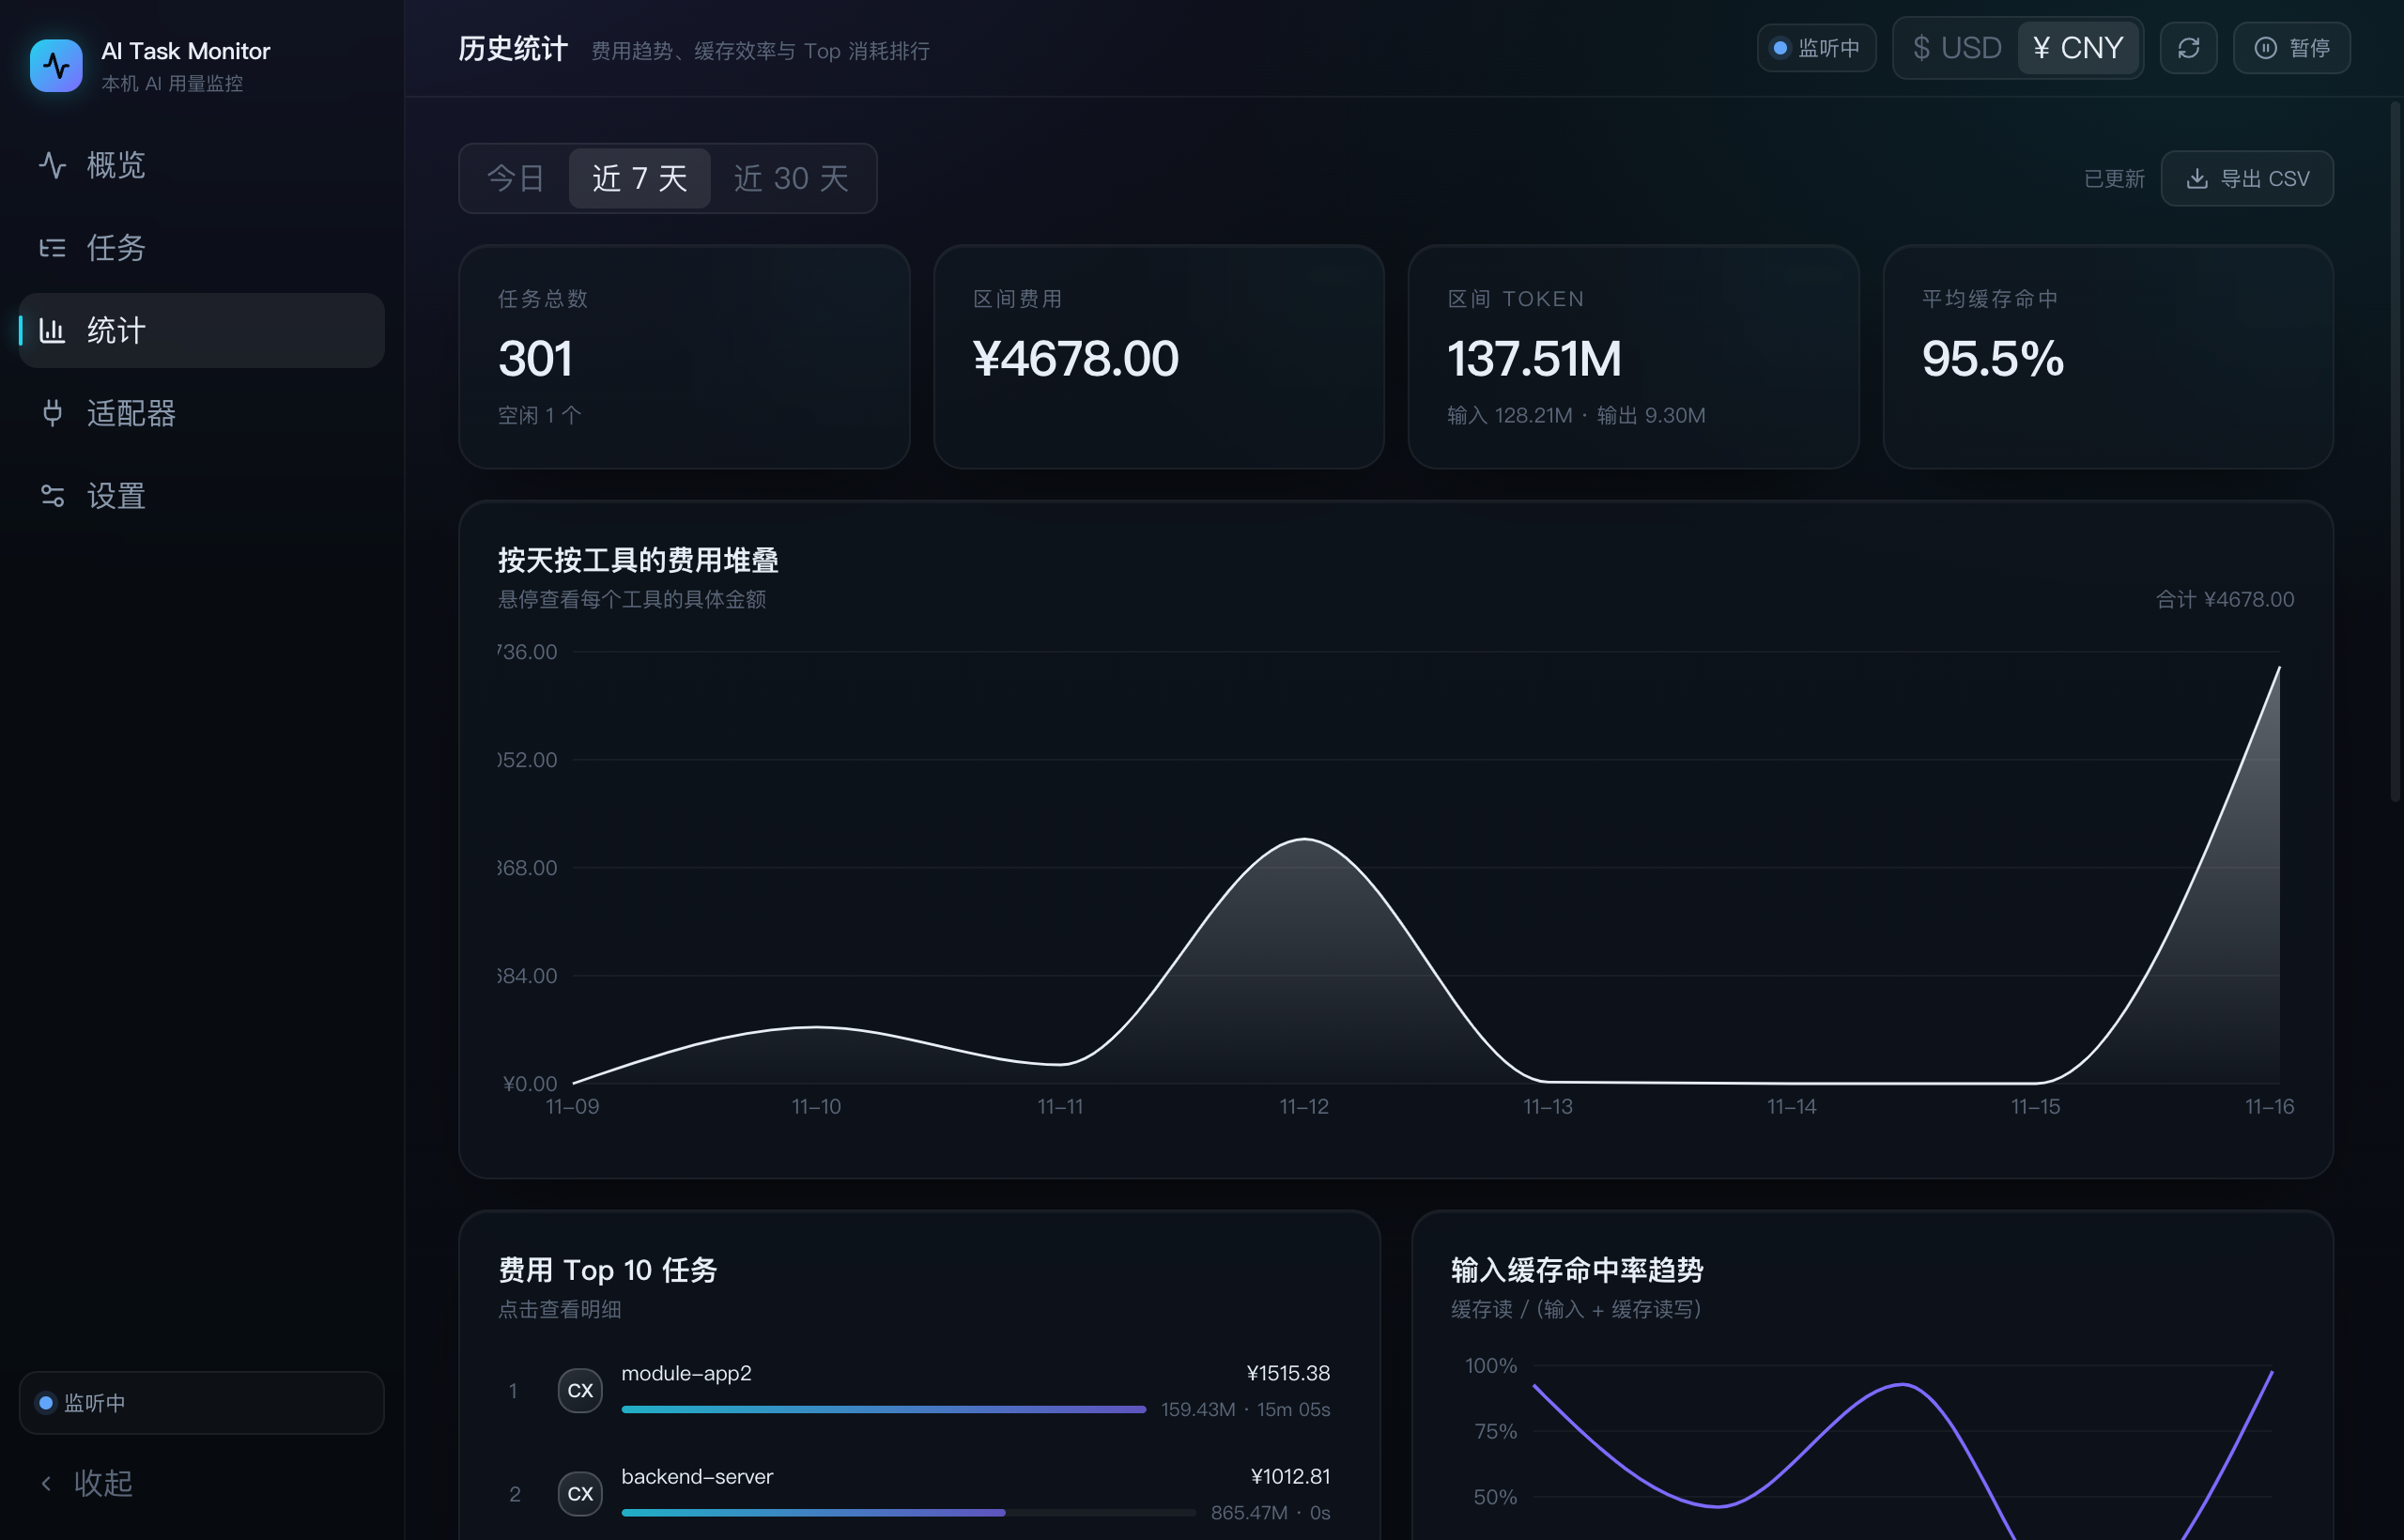 AI Task Monitor
本机 AI 用量监控
概览
任务
统计
适配器
设置
监听中
收起
历史统计
费用趋势、缓存效率与 Top 消耗排行
监听中
$ USD
¥ CNY
暂停
今日
近 7 天
近 30 天
已更新
导出 CSV
任务总数
301
空闲 1 个
区间费用
¥4678.00
区间 TOKEN
137.51M
输入 128.21M · 输出 9.30M
平均缓存命中
95.5%
按天按工具的费用堆叠
悬停查看每个工具的具体金额
合计 ¥4678.00
736.00
052.00
368.00
684.00
¥0.00
11-09
11-10
11-11
11-12
11-13
11-14
11-15
11-16
费用 Top 10 任务
点击查看明细
1
CX
module-app2
¥1515.38
159.43M · 15m 05s
2
CX
backend-server
¥1012.81
865.47M · 0s
输入缓存命中率趋势
缓存读 / (输入 + 缓存读写)
100%
75%
50%